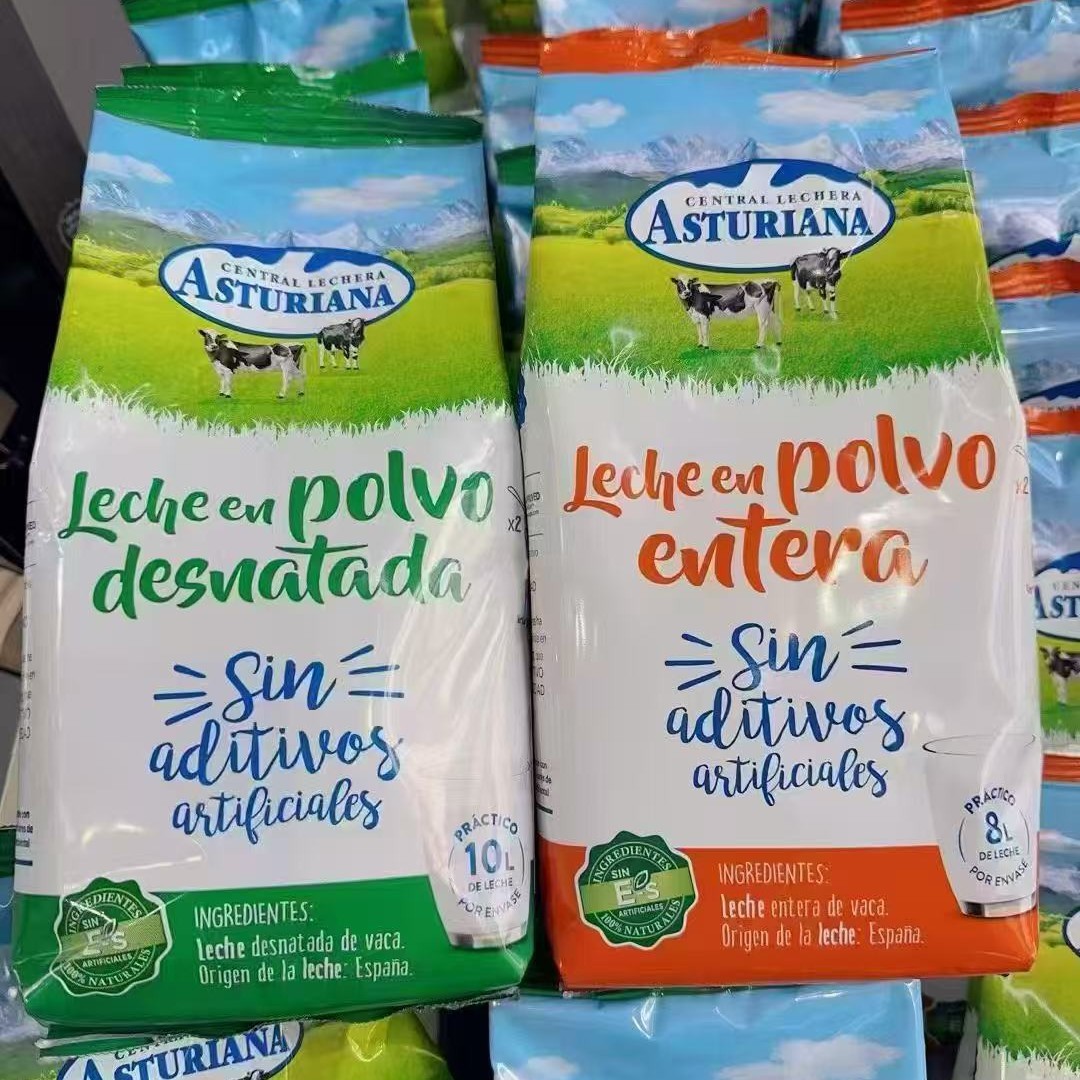 CENTRAL LECHERA
ASTURIANA
Leche en polvo
desnatada
x2
Sin
aditivos
artificiales
PRÁCTICO
10L
DE LECHE
POR ENVASE
INGREDIENTES
SIN
E-s
ARTIFICIALES
100% NATURALES
INGREDIENTES:
Leche desnatada de vaca.
Origen de la leche: España.
CENTRAL LECHERA
ASTURIANA
Leche en polvo
entera
x2
Sin
aditivos
artificiales
PRÁCTICO
8L
DE LECHE
POR ENVASE
INGREDIENTES
SIN
E-s
ARTIFICIALES
100% NATURALES
INGREDIENTES:
Leche entera de vaca.
Origen de la leche: España.
ASTURIANA